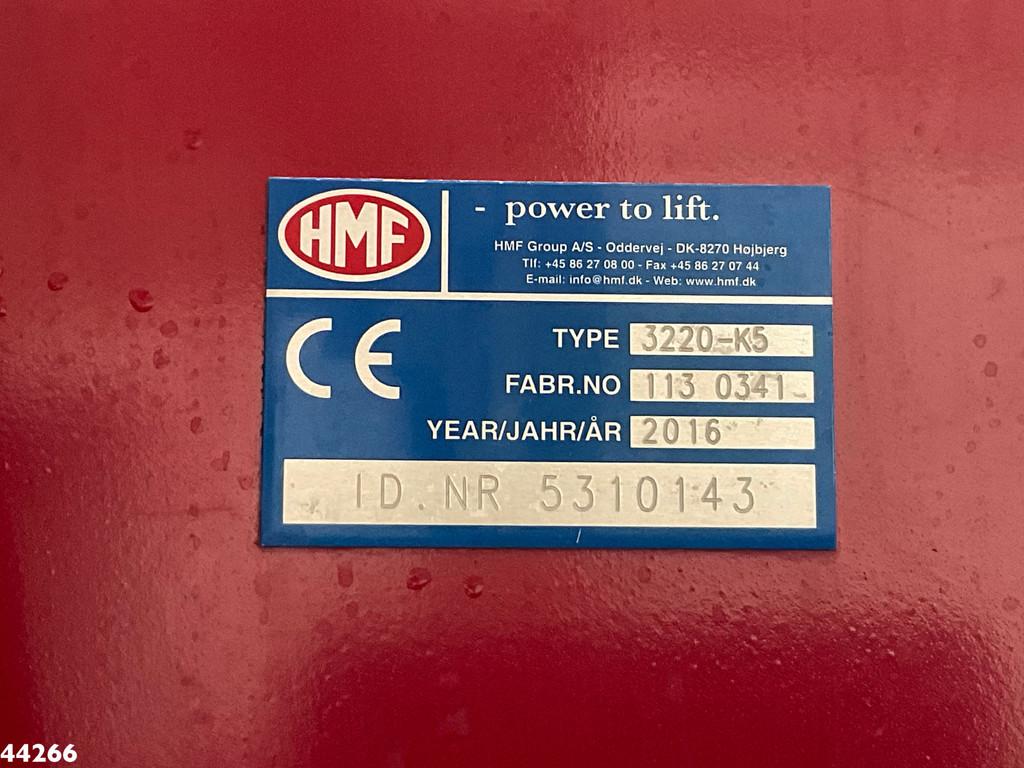 HMF
- power to lift.
HMF Group A/S - Oddervej - DK-8270 Højbjerg
Tlf: +45 86 27 08 00 - Fax +45 86 27 07 44
E-mail: info@hmf.dk - Web: www.hmf.dk
CE
TYPE 3220-K5
FABR.NO 113 0341
YEAR/JAHR/ÅR 2016
ID.NR 5310143
44266